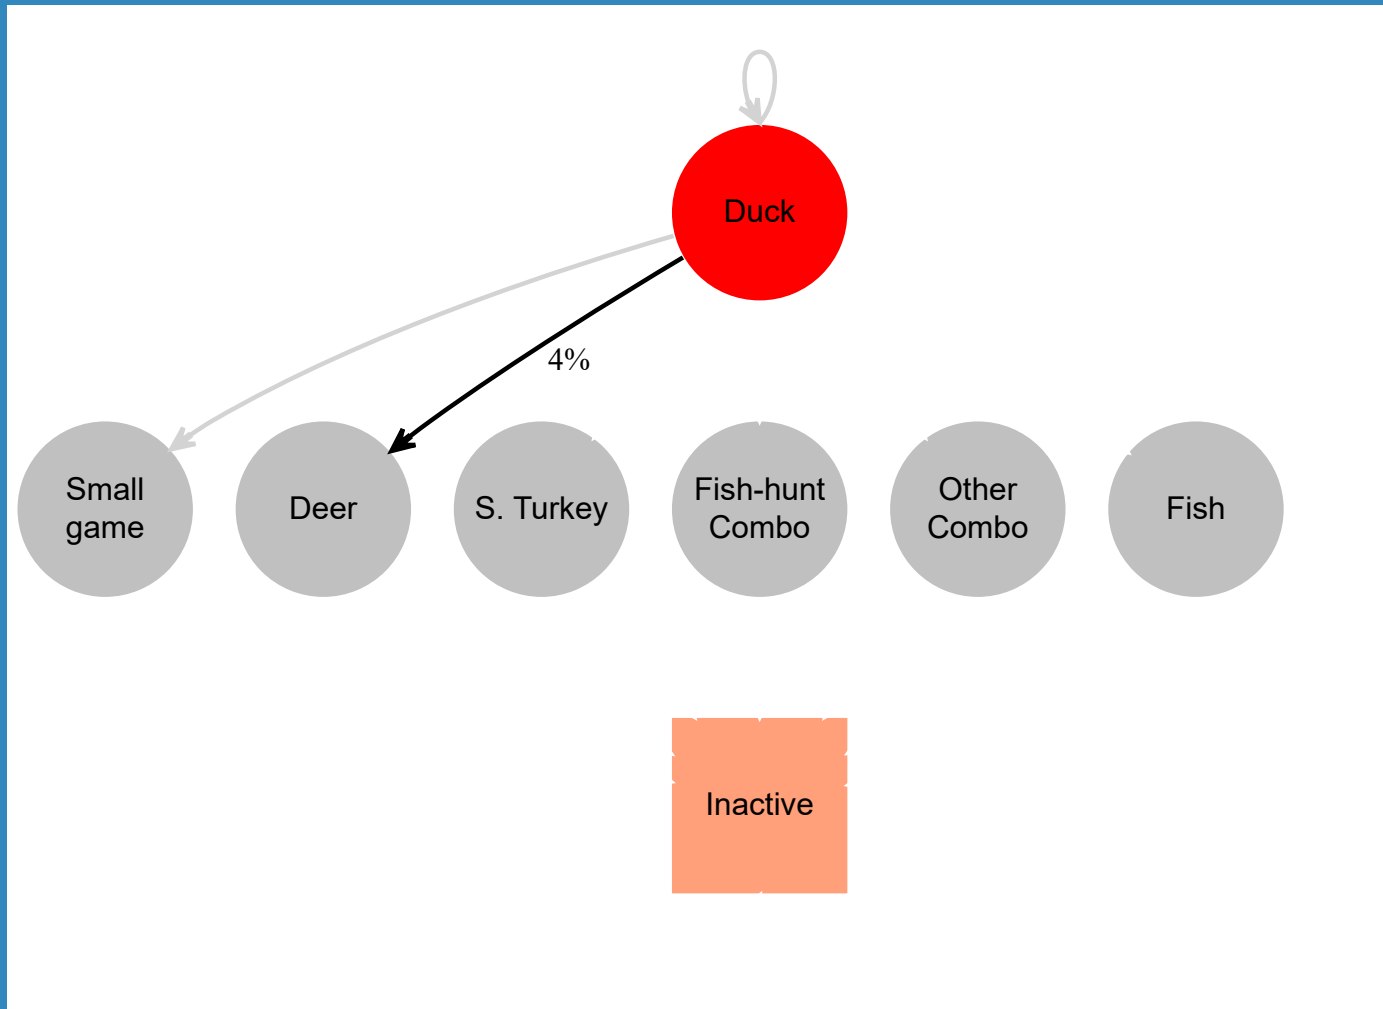 Duck
4%
Small
game
Deer
S. Turkey
Fish-hunt
Combo
Other
Combo
Fish
Inactive